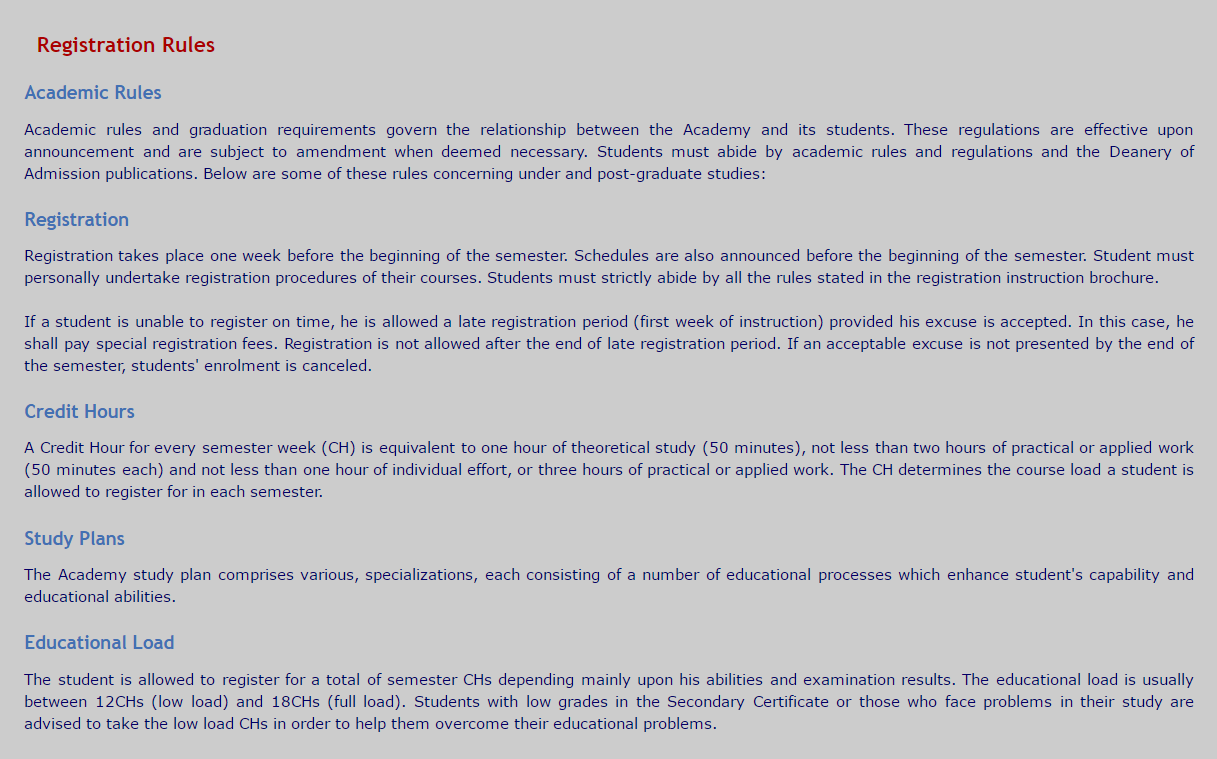 Registration Rules
Academic Rules
Academic rules and graduation requirements govern the relationship between the Academy and its students. These regulations are effective upon
announcement and are subject to amendment when deemed necessary. Students must abide by academic rules and regulations and the Deanery of
Admission publications. Below are some of these rules concerning under and post-graduate studies:
Registration
Registration takes place one week before the beginning of the semester. Schedules are also announced before the beginning of the semester. Student must
personally undertake registration procedures of their courses. Students must strictly abide by all the rules stated in the registration instruction brochure.
If a student is unable to register on time, he is allowed a late registration period (first week of instruction) provided his excuse is accepted. In this case, he
shall pay special registration fees. Registration is not allowed after the end of late registration period. If an acceptable excuse is not presented by the end of
the semester, students' enrolment is canceled.
Credit Hours
A Credit Hour for every semester week (CH) is equivalent to one hour of theoretical study (50 minutes), not less than two hours of practical or applied work
(50 minutes each) and not less than one hour of individual effort, or three hours of practical or applied work. The CH determines the course load a student is
allowed to register for in each semester.
Study Plans
The Academy study plan comprises various, specializations, each consisting of a number of educational processes which enhance student's capability and
educational abilities.
Educational Load
The student is allowed to register for a total of semester CHs depending mainly upon his abilities and examination results. The educational load is usually
between 12CHs (low load) and 18CHs (full load). Students with low grades in the Secondary Certificate or those who face problems in their study are
advised to take the low load CHs in order to help them overcome their educational problems.